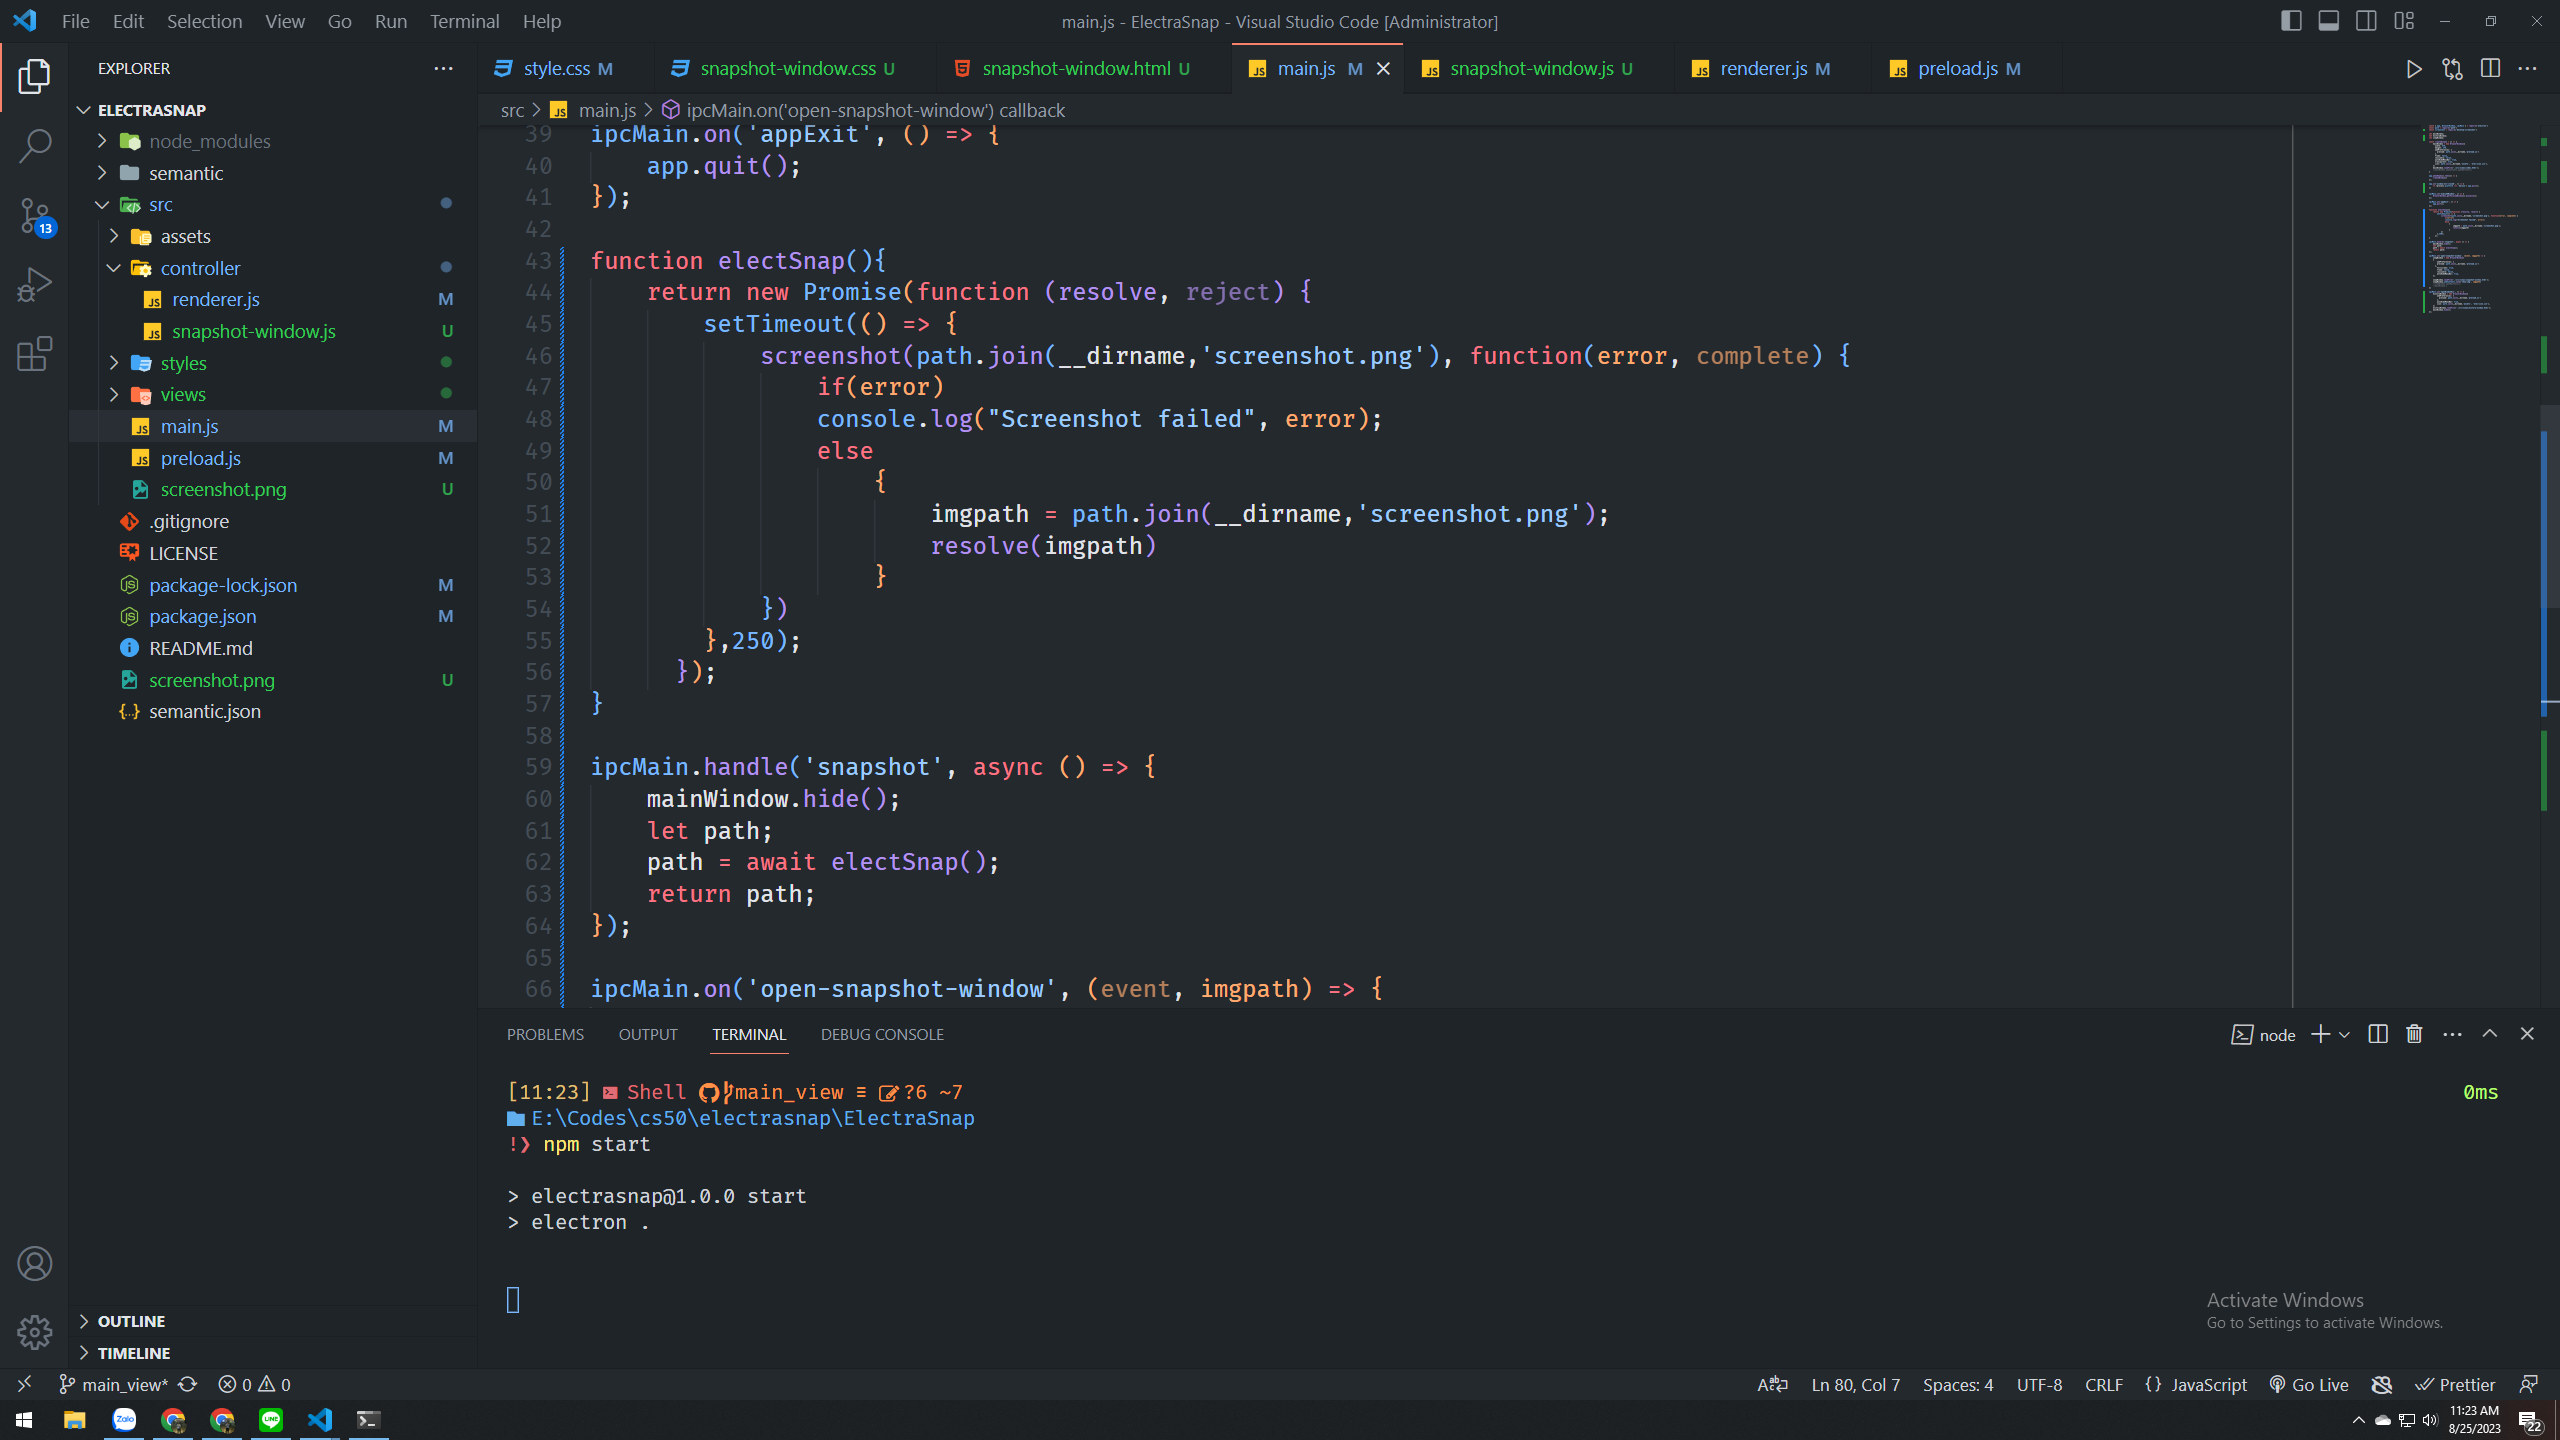 File Edit Selection View Go Run Terminal Help
main.js - ElectraSnap - Visual Studio Code [Administrator]
EXPLORER
ELECTRASNAP
node_modules
semantic
src
assets
controller
renderer.js M
snapshot-window.js U
styles
views
main.js M
preload.js M
screenshot.png U
.gitignore
LICENSE
package-lock.json M
package.json M
README.md
screenshot.png U
semantic.json
OUTLINE
TIMELINE
13
style.css M snapshot-window.css U snapshot-window.html U main.js M snapshot-window.js U renderer.js M preload.js M
src > main.js > ipcMain.on('open-snapshot-window') callback
39 ipcMain.on('appExit', () => {
40 app.quit();
41 });
42
43 function electSnap(){
44 return new Promise(function (resolve, reject) {
45 setTimeout(() => {
46 screenshot(path.join(__dirname,'screenshot.png'), function(error, complete) {
47 if(error)
48 console.log("Screenshot failed", error);
49 else
50 {
51 imgpath = path.join(__dirname,'screenshot.png');
52 resolve(imgpath)
53 }
54 })
55 },250);
56 });
57 }
58
59 ipcMain.handle('snapshot', async () => {
60 mainWindow.hide();
61 let path;
62 path = await electSnap();
63 return path;
64 });
65
66 ipcMain.on('open-snapshot-window', (event, imgpath) => {
PROBLEMS OUTPUT TERMINAL DEBUG CONSOLE
node
[11:23] Shell main_view ≡ ?6 ~7 0ms
E:\Codes\cs50\electrasnap\ElectraSnap
!❯ npm start
> electrasnap@1.0.0 start
> electron .
Activate Windows
Go to Settings to activate Windows.
main_view* 0 0
Ln 80, Col 7 Spaces: 4 UTF-8 CRLF {} JavaScript Go Live Prettier
Zalo
LINE
11:23 AM
8/25/2023
22